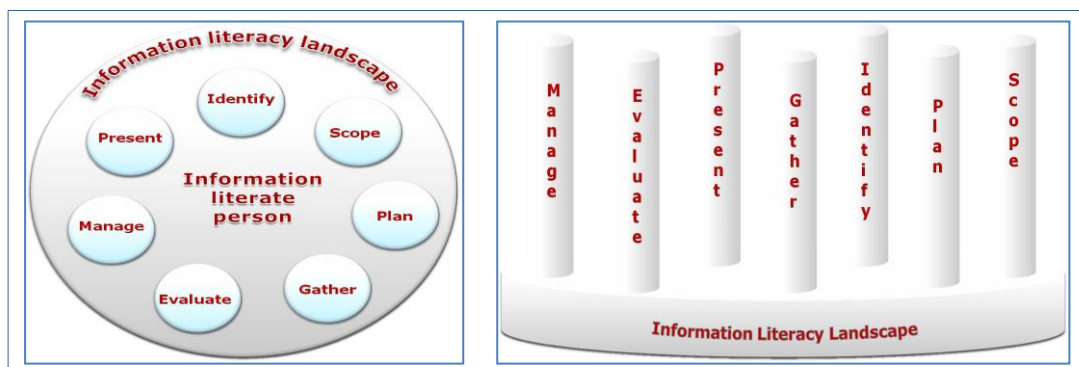 Information literacy landscape
Identify
Scope
Plan
Gather
Evaluate
Manage
Present
Information
literate
person
Manage
Evaluate
Present
Gather
Identify
Plan
Scope
Information Literacy Landscape